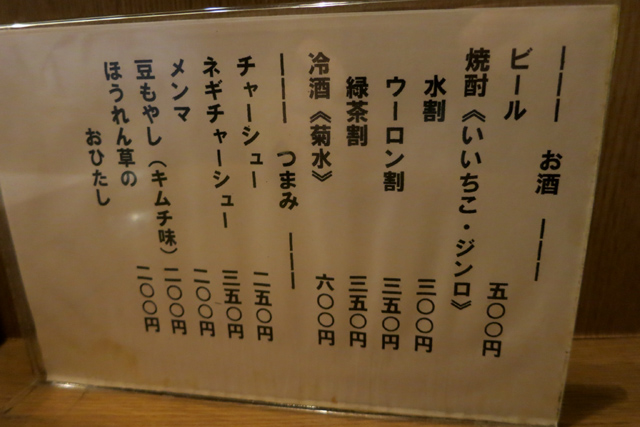 ――― お酒 ―――
ビール 五〇〇円
焼酎《いいちこ・ジンロ》
水割 三〇〇円
ウーロン割 三五〇円
緑茶割 三五〇円
冷酒《菊水》 六〇〇円
――― つまみ ―――
チャーシュー 二五〇円
ネギチャーシュー 三五〇円
メンマ 二〇〇円
豆もやし(キムチ味) 二〇〇円
ほうれん草の
おひたし 二〇〇円